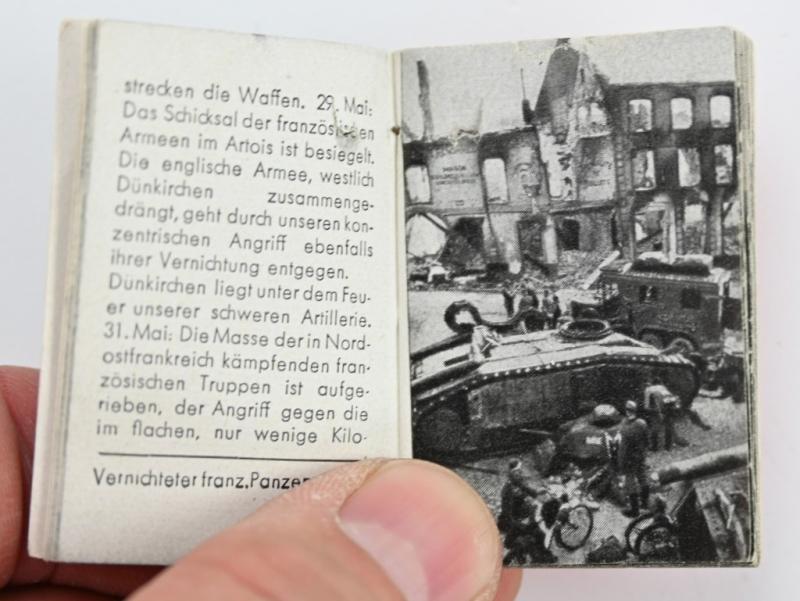 strecken die Waffen. 29. Mai:
Das Schicksal der französischen
Armeen im Artois ist besiegelt.
Die englische Armee, westlich
Dünkirchen zusammenge-
drängt, geht durch unseren kon-
zentrischen Angriff ebenfalls
ihrer Vernichtung entgegen.
Dünkirchen liegt unter dem Feu-
er unserer schweren Artillerie.
31. Mai: Die Masse der in Nord-
ostfrankreich kämpfenden fran-
zösischen Truppen ist aufge-
rieben, der Angriff gegen die
im flachen, nur wenige Kilo-
Vernichteter franz. Panzer